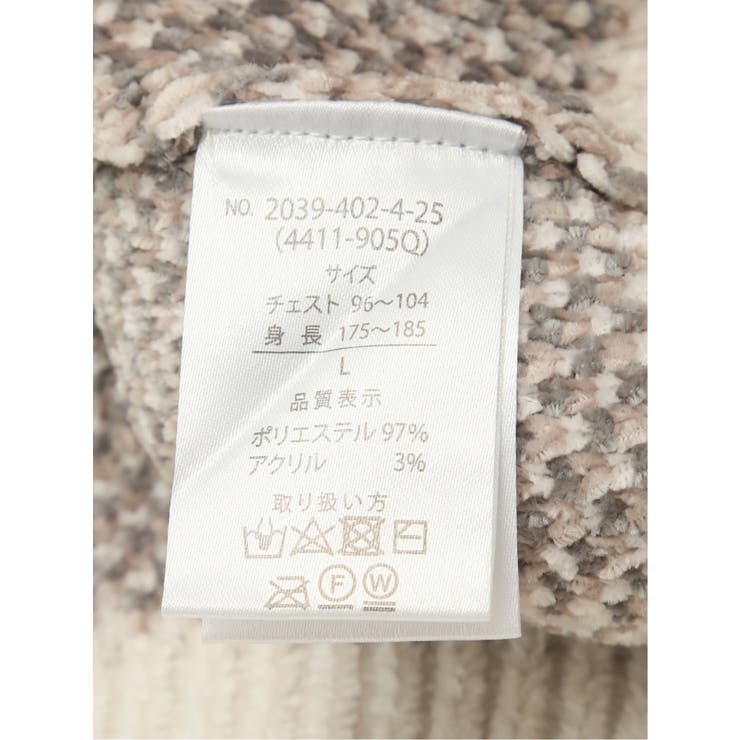 NO. 2039-402-4-25
(4411-905Q)
サイズ
チェスト 96～104
身長 175～185
L
品質表示
ポリエステル 97%
アクリル 3%
取り扱い方
F W